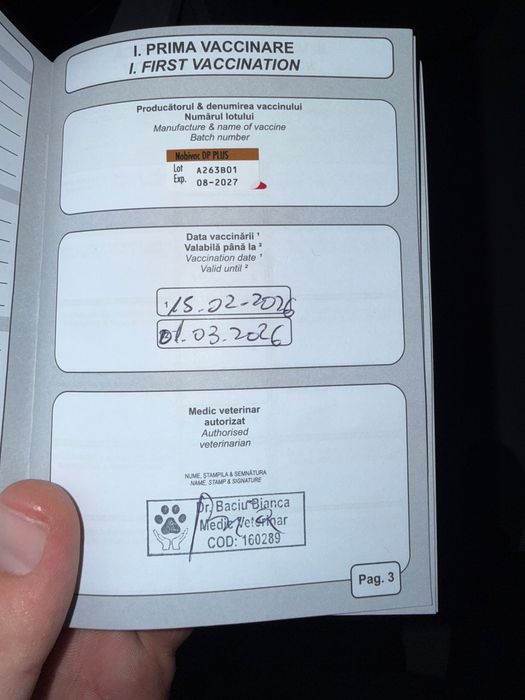 I. PRIMA VACCINARE
I. FIRST VACCINATION
Producătorul & denumirea vaccinului
Numărul lotului
Manufacture & name of vaccine
Batch number
Nobivac DP PLUS
Lot A263B01
Exp. 08-2027
Data vaccinării ¹
Valabilă până la ²
Vaccination date ¹
Valid until ²
15.02-2026
01.03.2026
Medic veterinar
autorizat
Authorised
veterinarian
NUME, ȘTAMPILA & SEMNĂTURA
NAME, STAMP & SIGNATURE
Dr. Baciu Bianca
Medic Veterinar
COD: 160289
Pag. 3